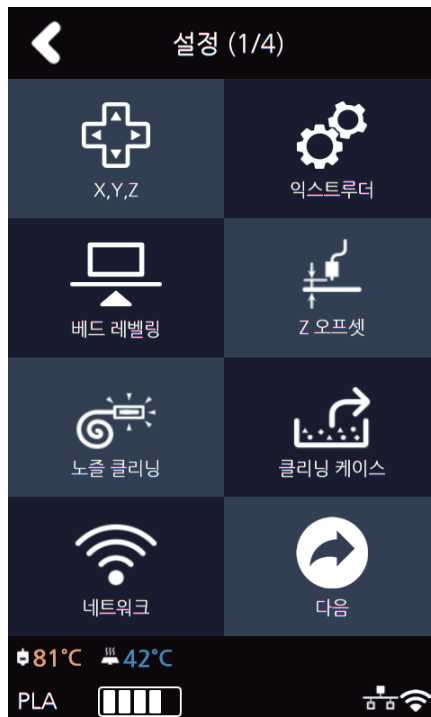 설정 (1/4)
X,Y,Z
익스트루더
베드 레벨링
Z 오프셋
노즐 클리닝
클리닝 케이스
네트워크
다음
81°C 42°C
PLA